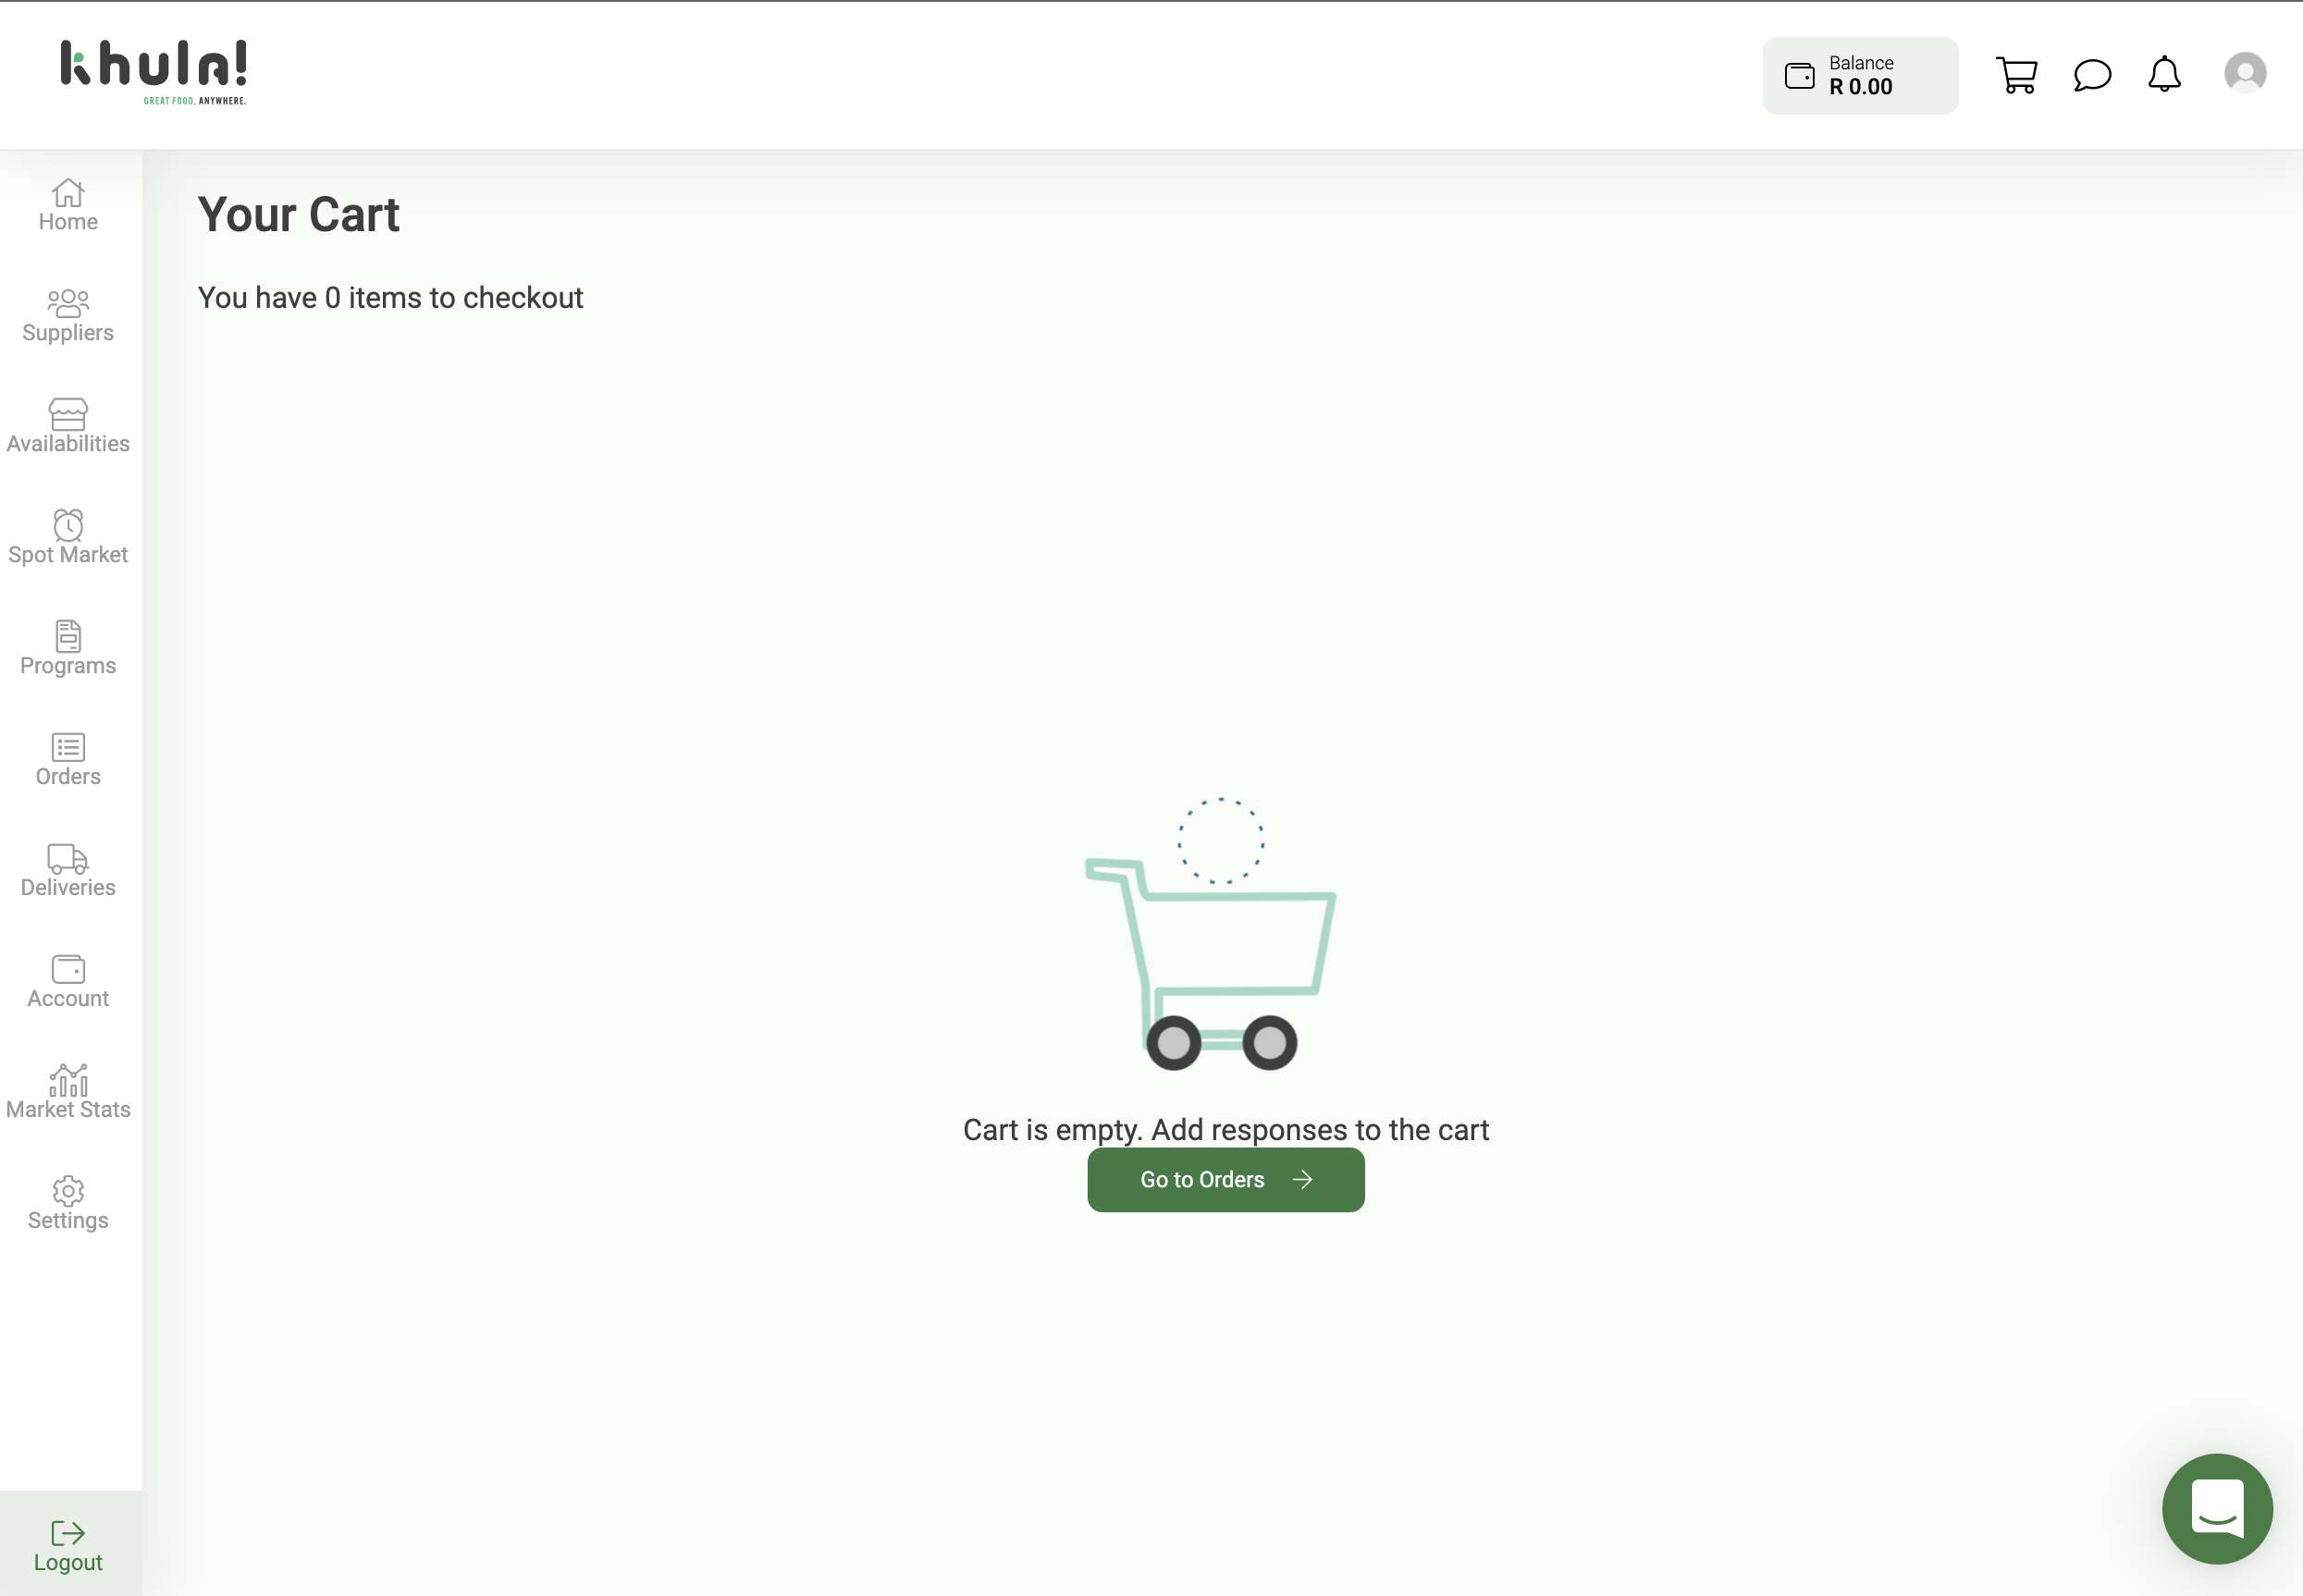 khula!
GREAT FOOD, ANYWHERE.
Balance
R 0.00
Home
Suppliers
Availabilities
Spot Market
Programs
Orders
Deliveries
Account
Market Stats
Settings
Logout
Your Cart
You have 0 items to checkout
Cart is empty. Add responses to the cart
Go to Orders